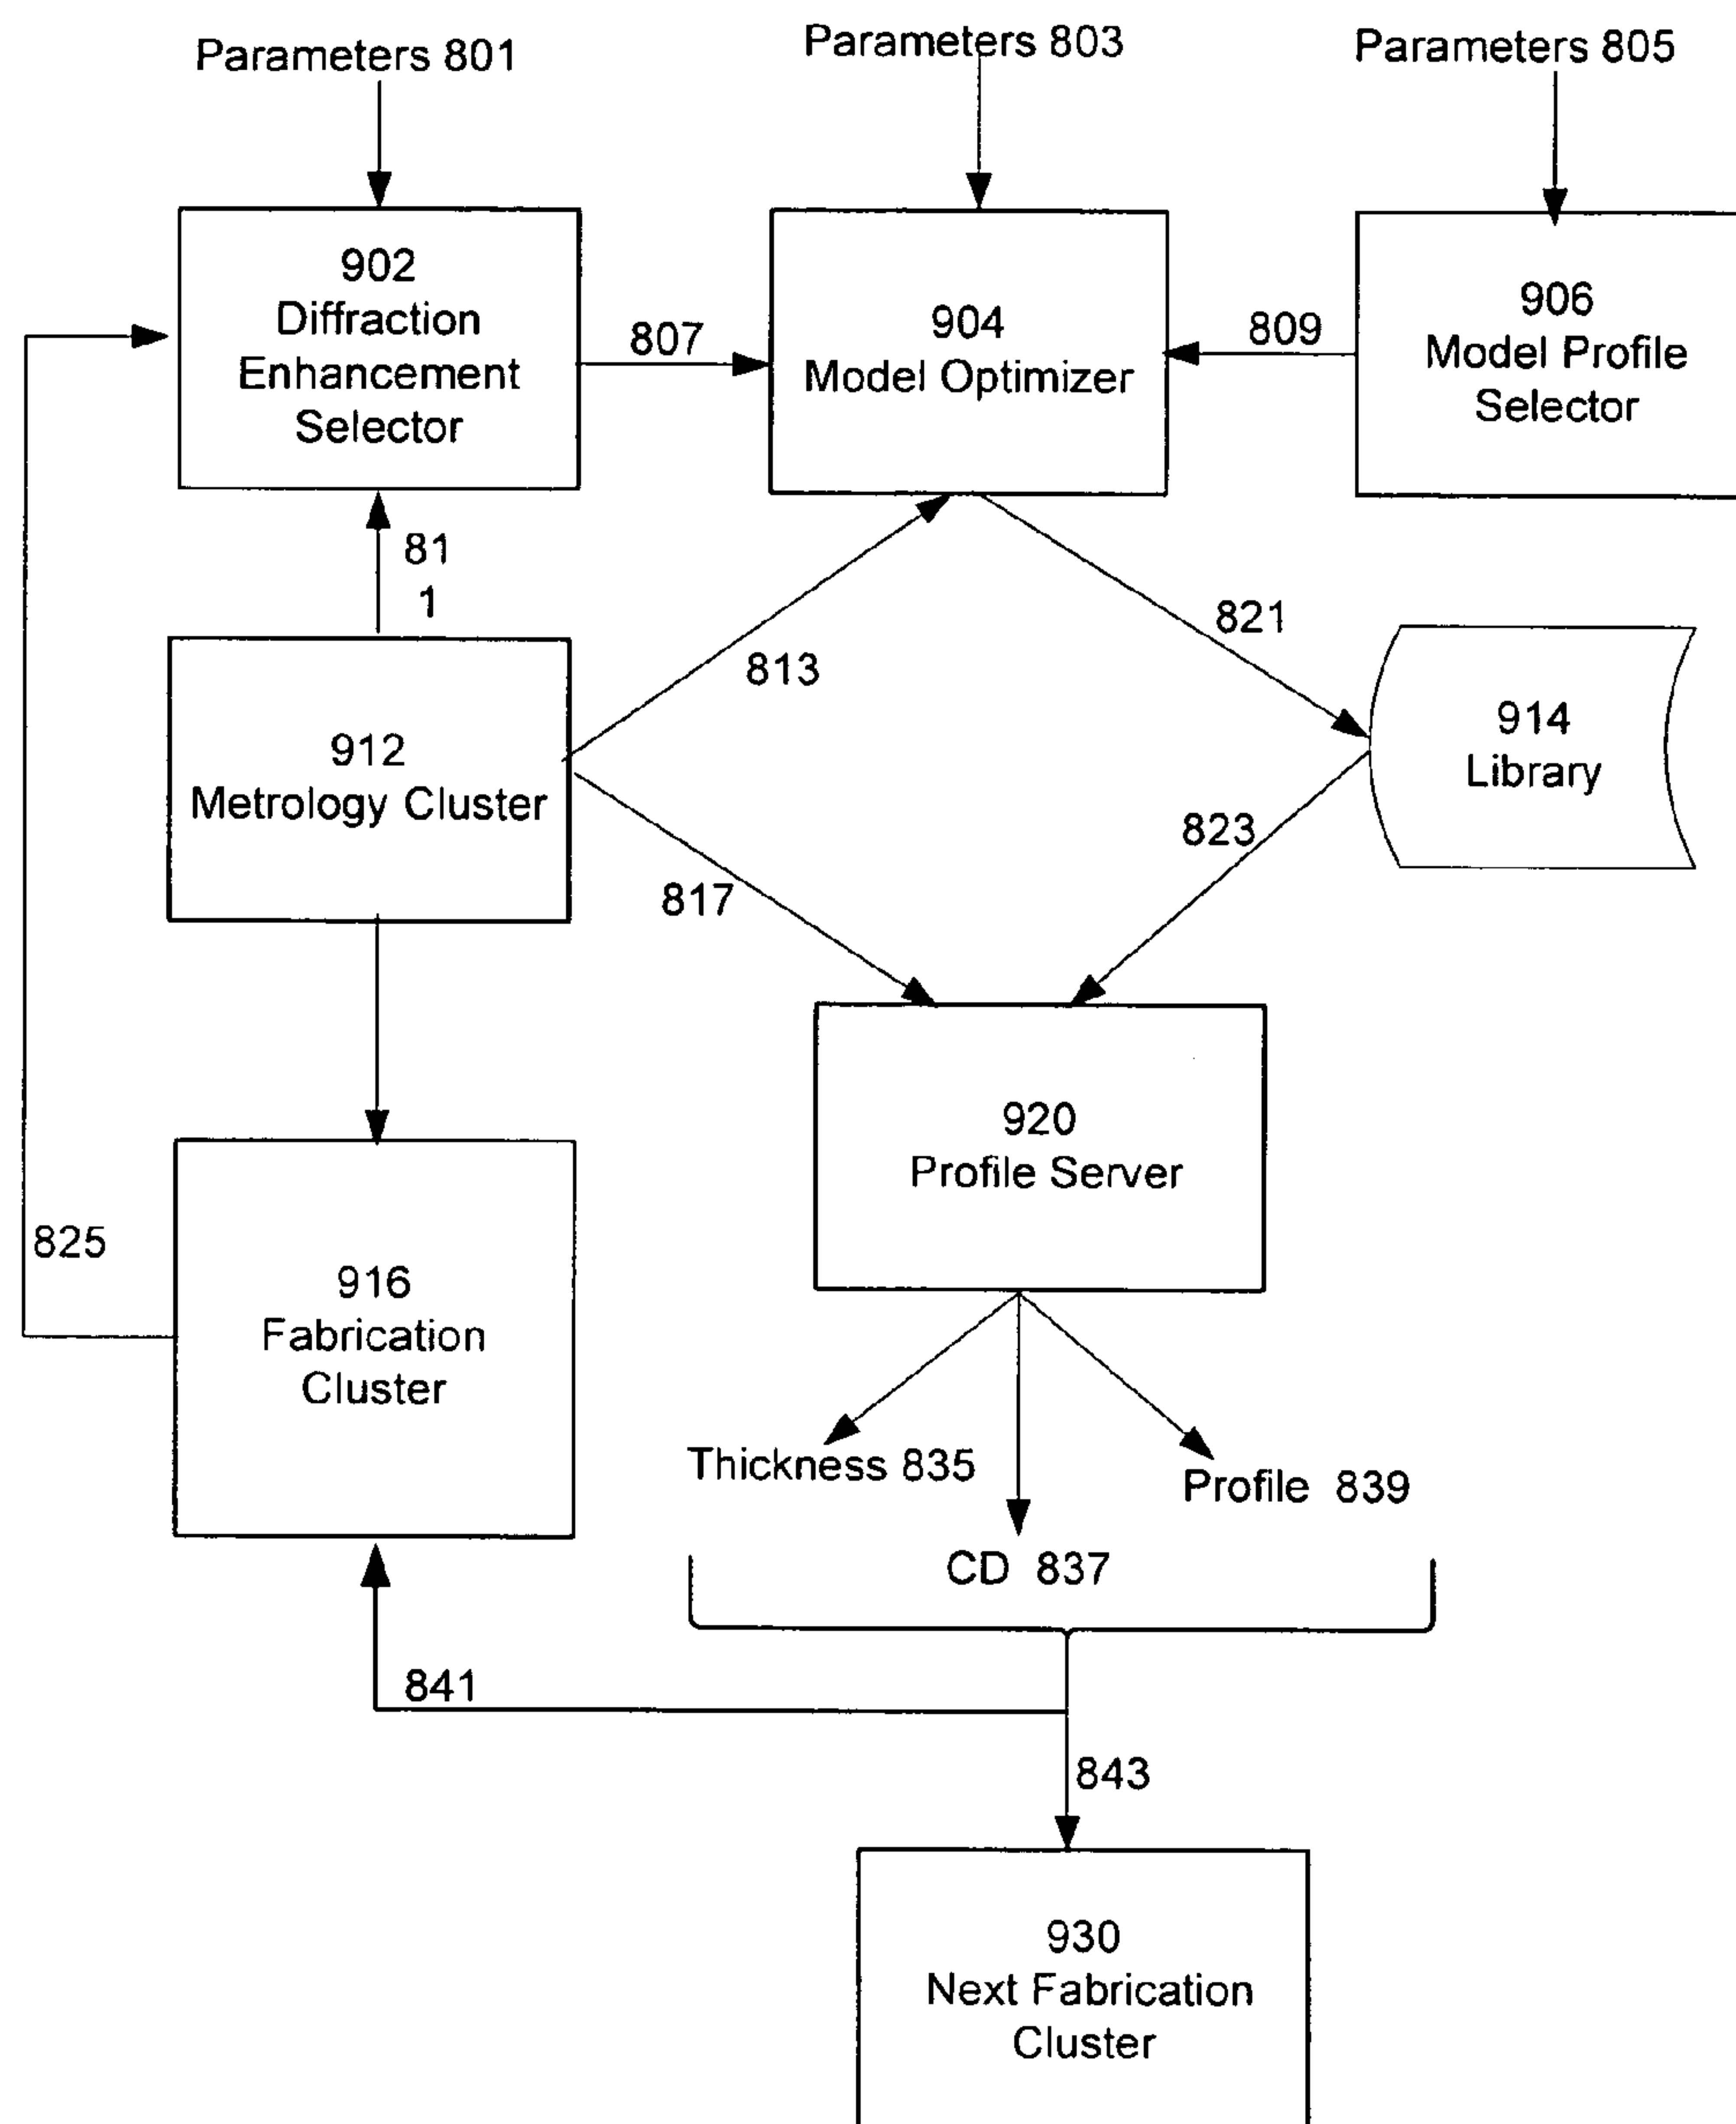 Parameters 801
Parameters 803
Parameters 805
902
Diffraction
Enhancement
Selector
807
904
Model Optimizer
809
906
Model Profile
Selector
81
1
813
821
912
Metrology Cluster
914
Library
823
817
920
Profile Server
825
916
Fabrication
Cluster
Thickness 835
Profile 839
CD 837
841
843
930
Next Fabrication
Cluster